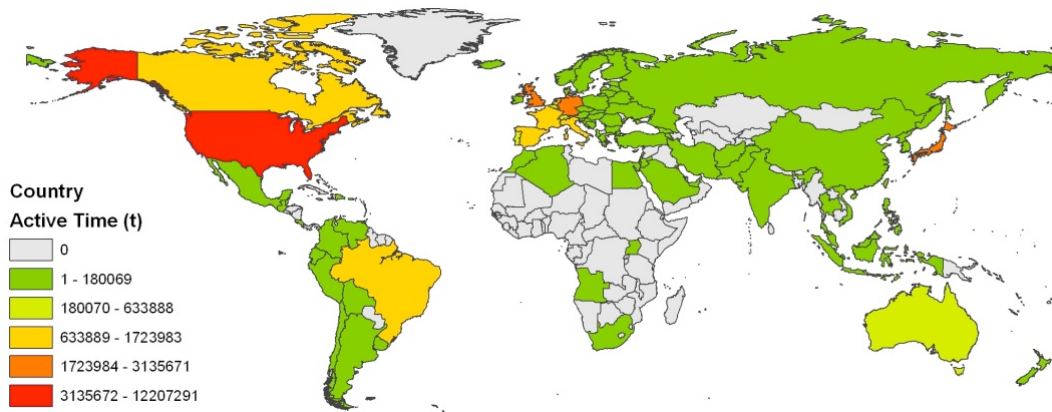 Country
Active Time (t)
0
1 - 180069
180070 - 633888
633889 - 1723983
1723984 - 3135671
3135672 - 12207291